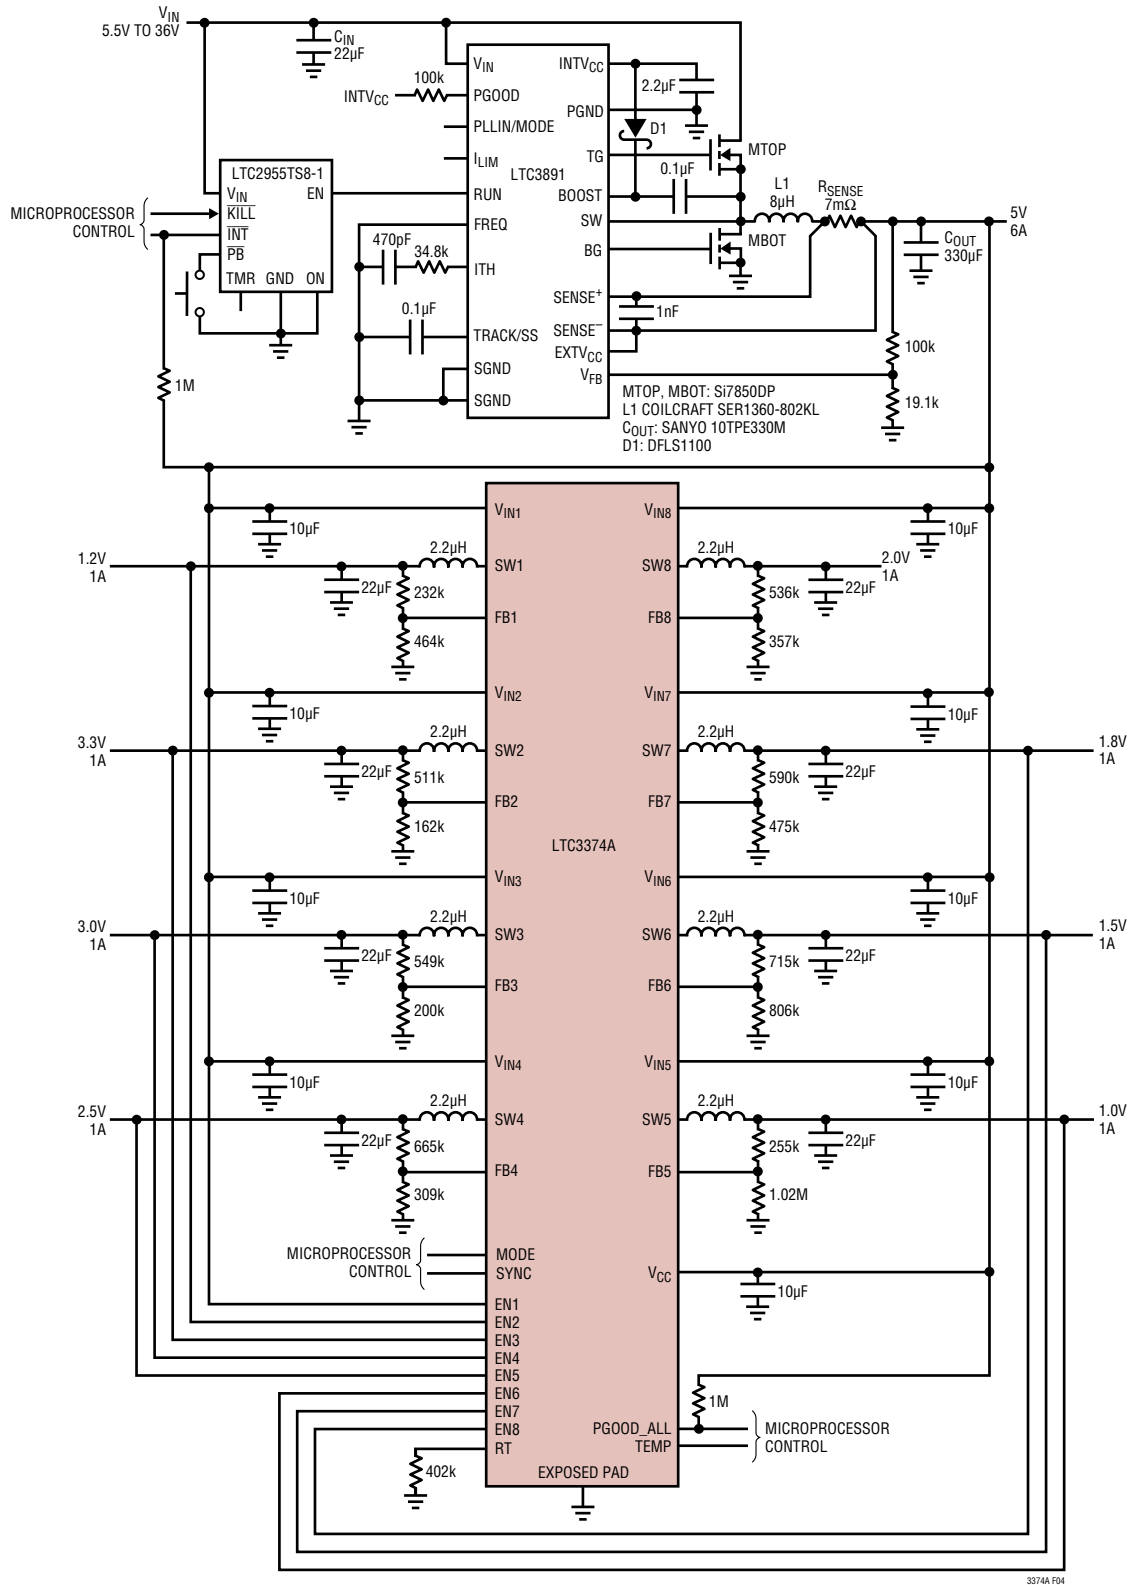 VIN
5.5V TO 36V
CIN
22µF
100k
INTVCC
VIN
PGOOD
PLLIN/MODE
ILIM
RUN
FREQ
ITH
TRACK/SS
SGND
SGND
LTC3891
INTVCC
PGND
TG
BOOST
SW
BG
SENSE+
SENSE–
EXTVCC
VFB
2.2µF
D1
MTOP
0.1µF
L1
8µH
RSENSE
7mΩ
MBOT
5V
6A
COUT
330µF
1nF
100k
19.1k
LTC2955TS8-1
VIN
EN
KILL
INT
PB
TMR
GND
ON
MICROPROCESSOR
CONTROL
470pF
34.8k
0.1µF
1M
MTOP, MBOT: Si7850DP
L1 COILCRAFT SER1360-802KL
COUT: SANYO 10TPE330M
D1: DFLS1100
LTC3374A
VIN1
10µF
1.2V
1A
2.2µH
SW1
22µF
232k
FB1
464k
VIN8
10µF
2.2µH
SW8
2.0V
1A
536k
22µF
FB8
357k
VIN2
10µF
3.3V
1A
2.2µH
SW2
22µF
511k
FB2
162k
VIN7
10µF
2.2µH
SW7
1.8V
1A
590k
22µF
FB7
475k
VIN3
10µF
3.0V
1A
2.2µH
SW3
22µF
549k
FB3
200k
VIN6
10µF
2.2µH
SW6
1.5V
1A
715k
22µF
FB6
806k
VIN4
10µF
2.5V
1A
2.2µH
SW4
22µF
665k
FB4
309k
VIN5
10µF
2.2µH
SW5
1.0V
1A
255k
22µF
FB5
1.02M
MICROPROCESSOR
CONTROL
MODE
SYNC
VCC
10µF
EN1
EN2
EN3
EN4
EN5
EN6
EN7
EN8
RT
402k
1M
PGOOD_ALL
TEMP
MICROPROCESSOR
CONTROL
EXPOSED PAD
3374A F04